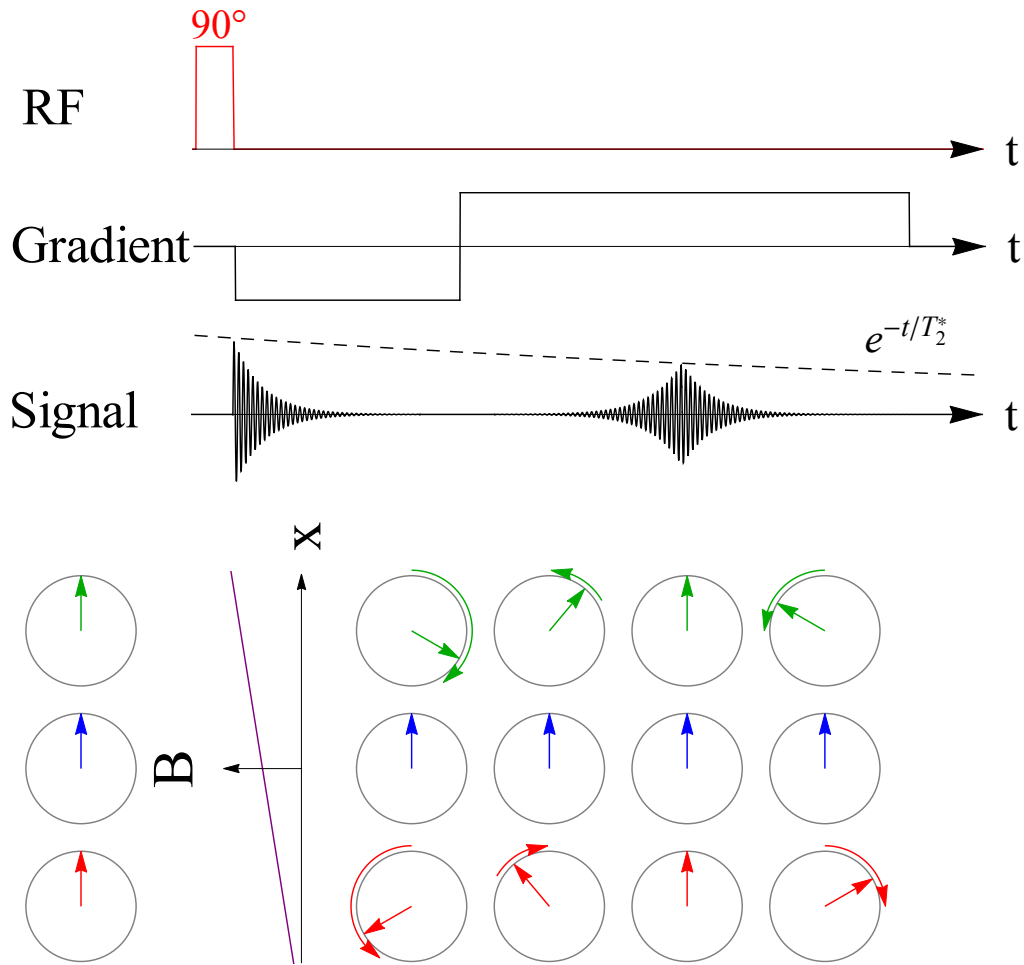 90°
RF
t
Gradient
t
e^{-t/T_2^*}
Signal
t
x
B